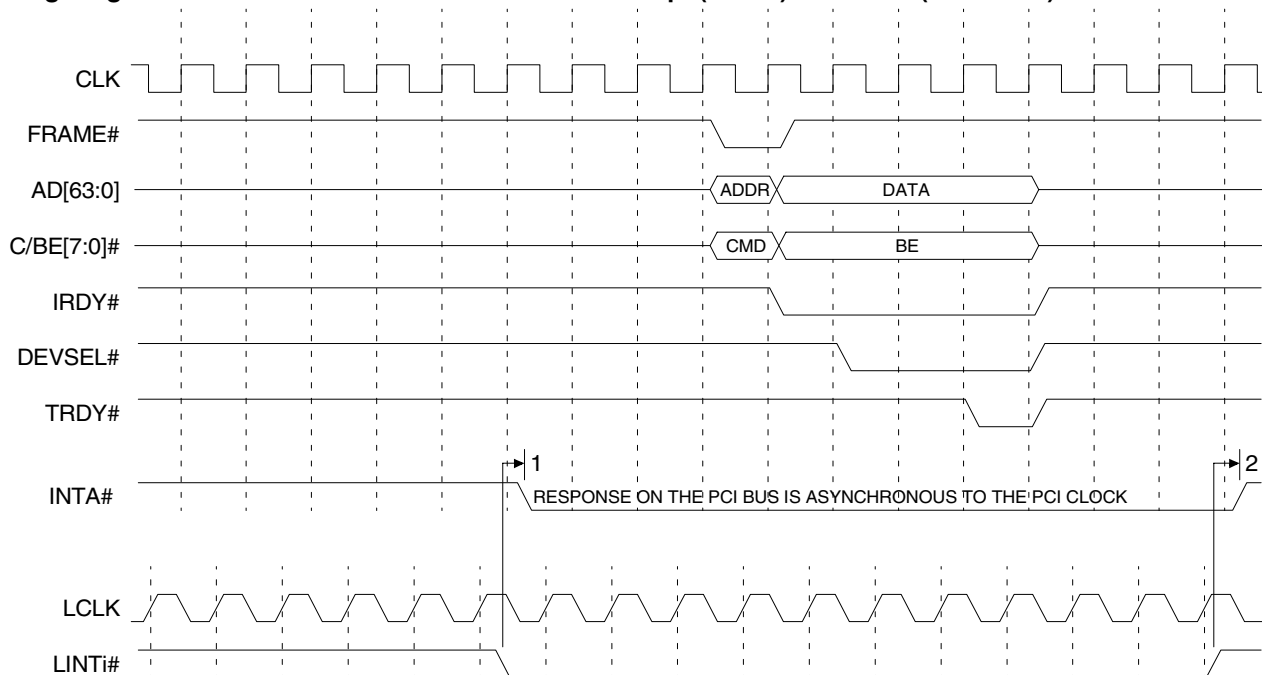 CLK
FRAME#
AD[63:0] ADDR DATA
C/BE[7:0]# CMD BE
IRDY#
DEVSEL#
TRDY#
1 2
INTA# RESPONSE ON THE PCI BUS IS ASYNCHRONOUS TO THE PCI CLOCK
LCLK
LINTi#